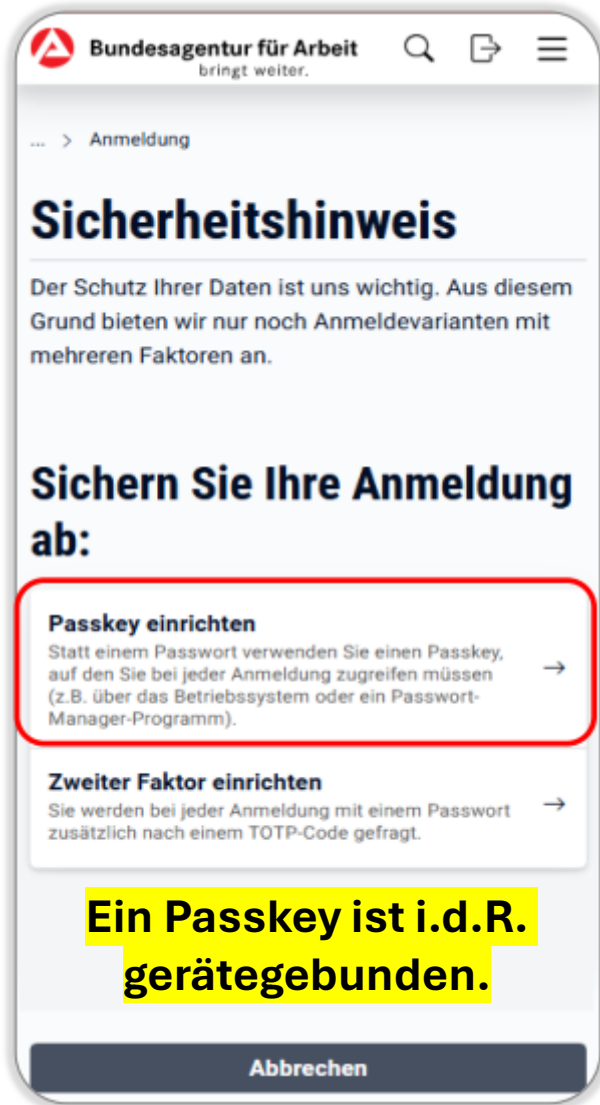 Bundesagentur für Arbeit
bringt weiter.
... > Anmeldung
Sicherheitshinweis
Der Schutz Ihrer Daten ist uns wichtig. Aus diesem
Grund bieten wir nur noch Anmeldevarianten mit
mehreren Faktoren an.
Sichern Sie Ihre Anmeldung
ab:
Passkey einrichten
Statt einem Passwort verwenden Sie einen Passkey,
auf den Sie bei jeder Anmeldung zugreifen müssen
(z.B. über das Betriebssystem oder ein Passwort-
Manager-Programm).
Zweiter Faktor einrichten
Sie werden bei jeder Anmeldung mit einem Passwort
zusätzlich nach einem TOTP-Code gefragt.
Ein Passkey ist i.d.R.
gerätegebunden.
Abbrechen